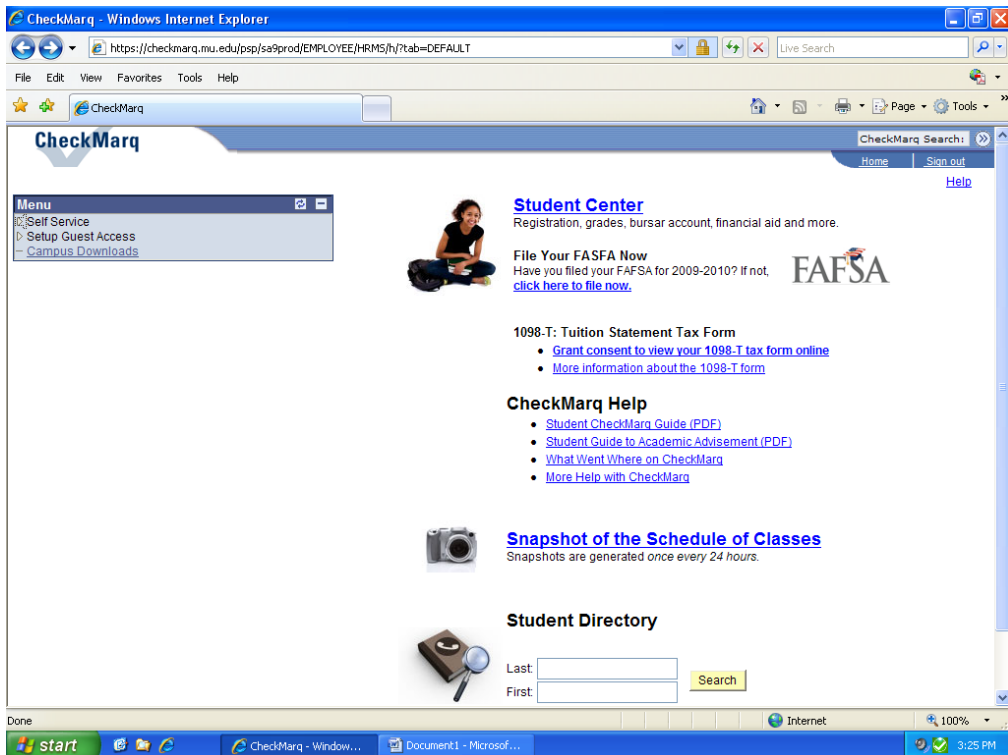 CheckMarq - Windows Internet Explorer
https://checkmarq.mu.edu/psp/sa9prod/EMPLOYEE/HRMS/h/?tab=DEFAULT
Live Search
File Edit View Favorites Tools Help
CheckMarq
Page Tools »
CheckMarq
CheckMarq Search:
Home Sign out
Help
Menu
Self Service
Setup Guest Access
Campus Downloads
Student Center
Registration, grades, bursar account, financial aid and more.
File Your FASFA Now
Have you filed your FAFSA for 2009-2010? If not,
click here to file now.
FAFSA
1098-T: Tuition Statement Tax Form
Grant consent to view your 1098-T tax form online
More information about the 1098-T form
CheckMarq Help
Student CheckMarq Guide (PDF)
Student Guide to Academic Advisement (PDF)
What Went Where on CheckMarq
More Help with CheckMarq
Snapshot of the Schedule of Classes
Snapshots are generated once every 24 hours.
Student Directory
Last:
First:
Search
Done
Internet
100%
start
CheckMarq - Window...
Document1 - Microsof...
3:25 PM